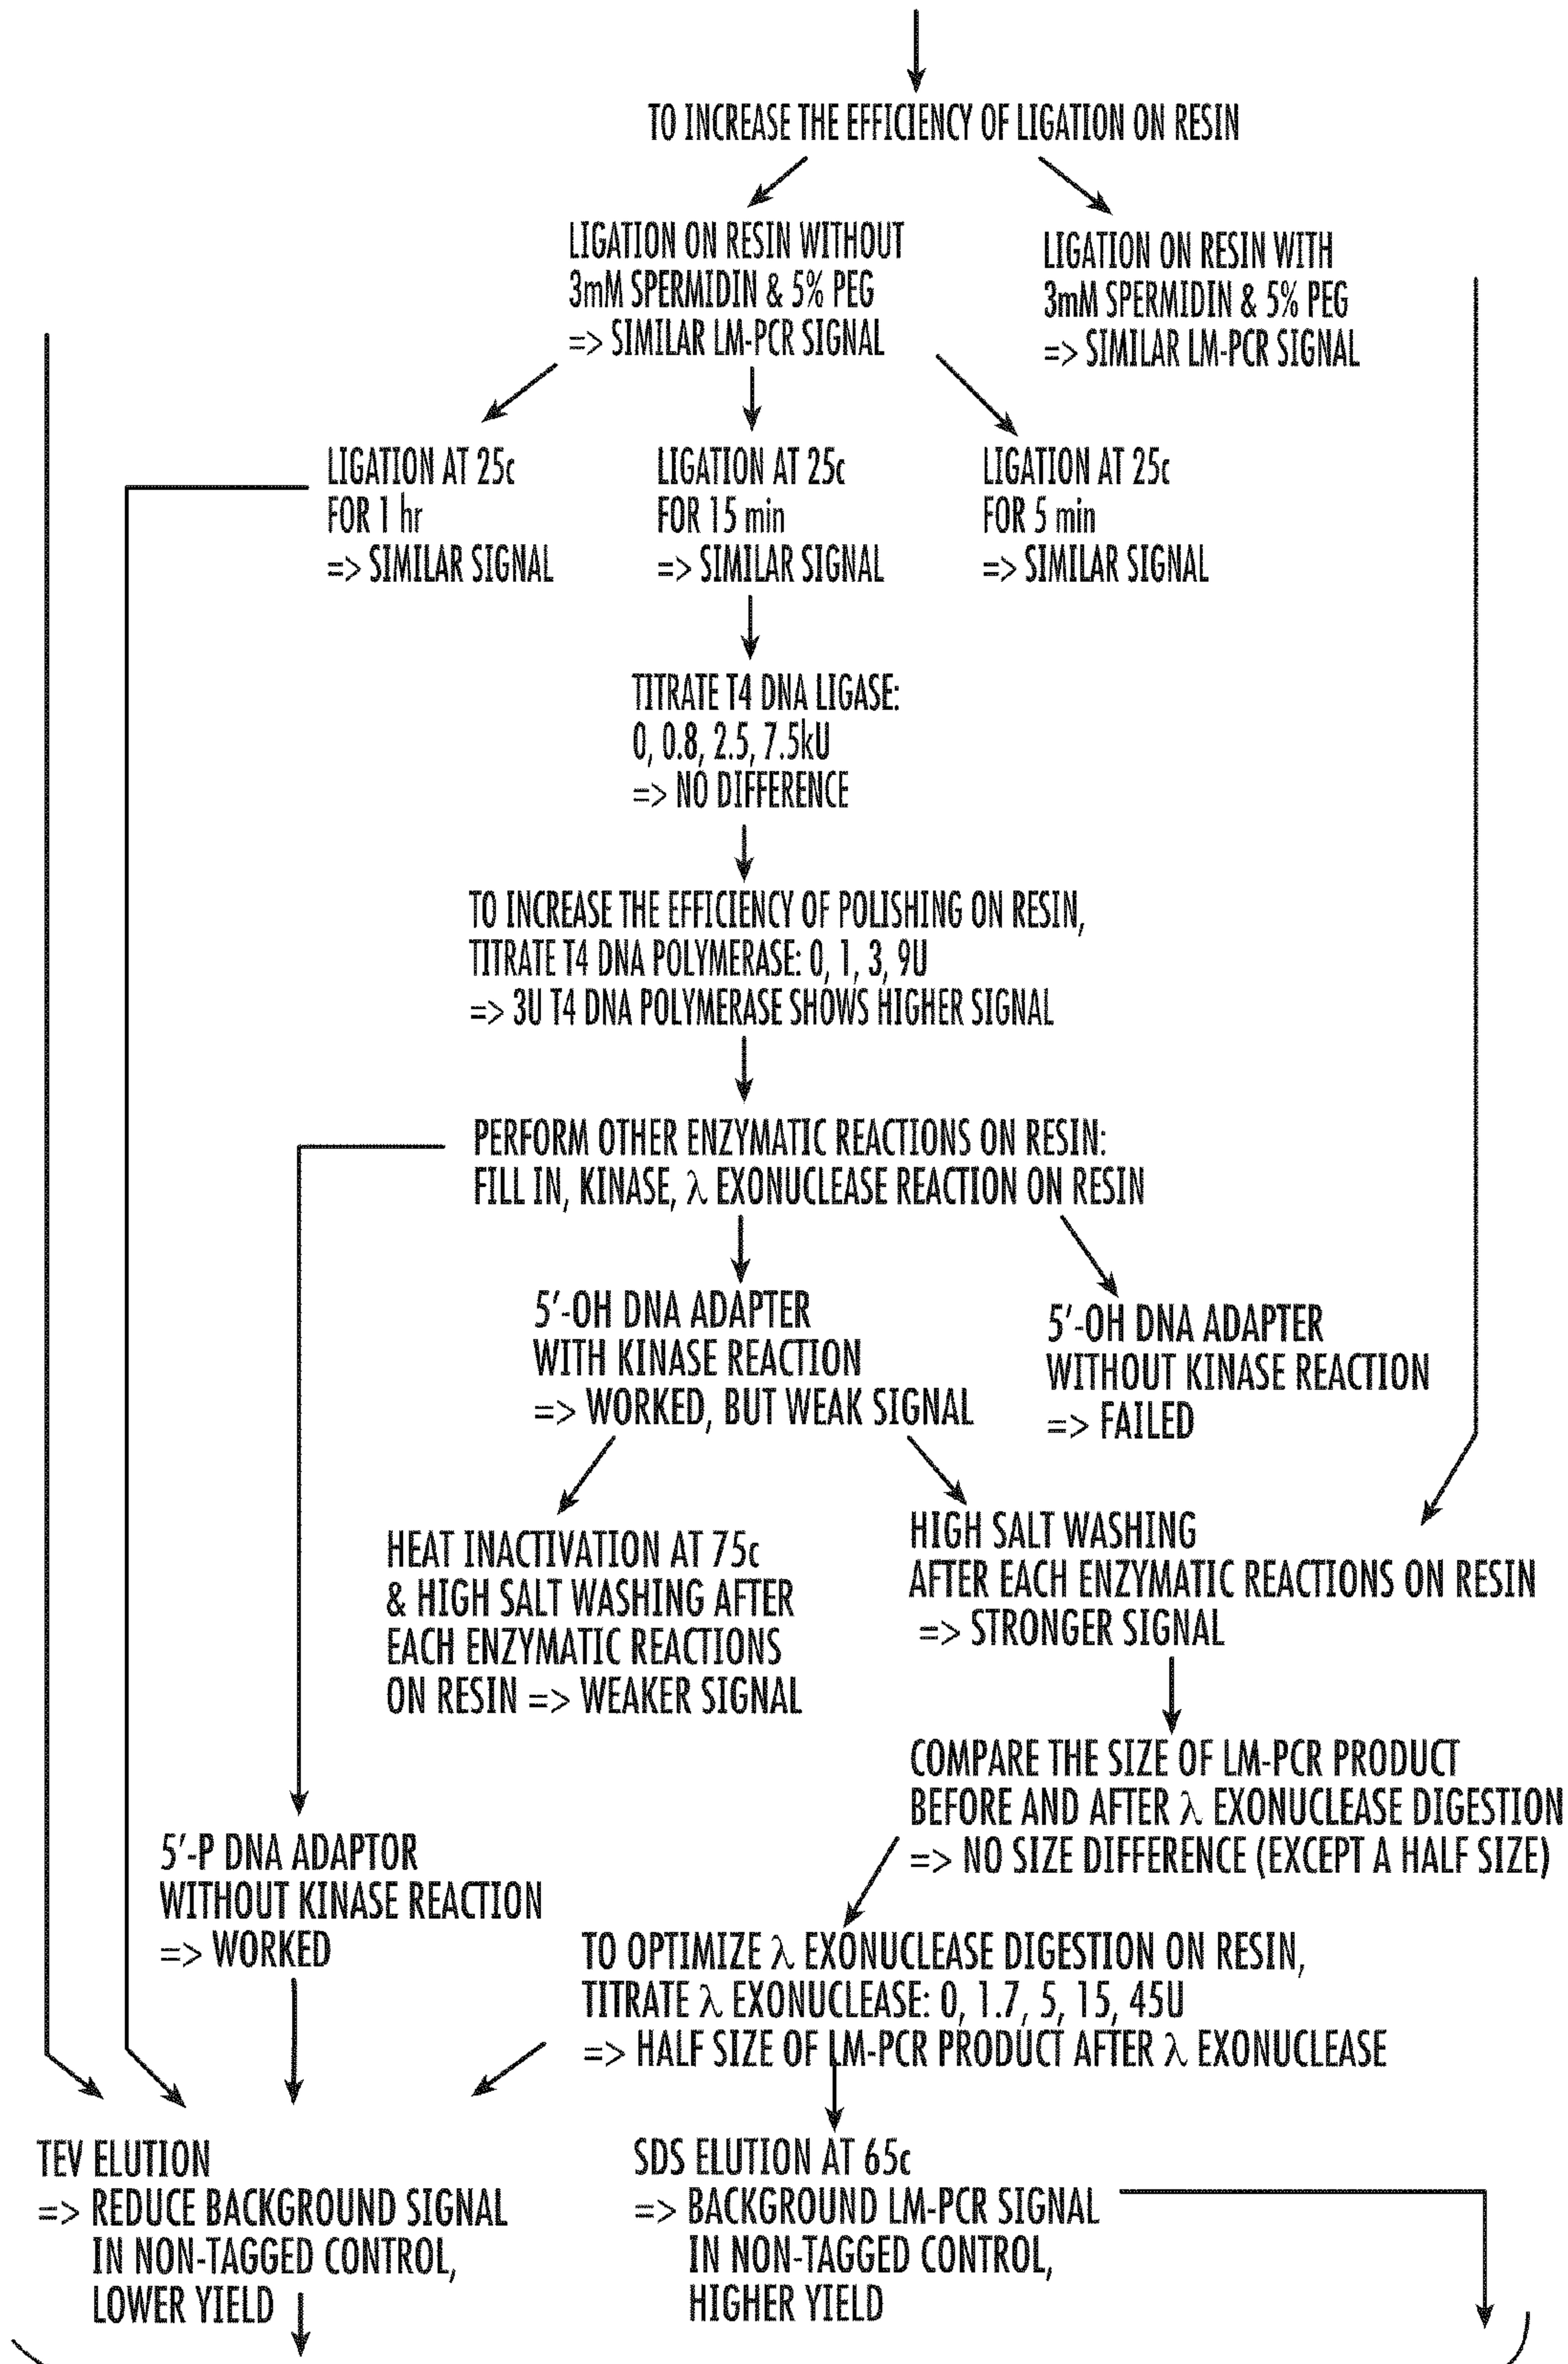 TO INCREASE THE EFFICIENCY OF LIGATION ON RESIN
LIGATION ON RESIN WITHOUT
3mM SPERMIDIN & 5% PEG
=> SIMILAR LM-PCR SIGNAL
LIGATION ON RESIN WITH
3mM SPERMIDIN & 5% PEG
=> SIMILAR LM-PCR SIGNAL
LIGATION AT 25c
FOR 1 hr
=> SIMILAR SIGNAL
LIGATION AT 25c
FOR 15 min
=> SIMILAR SIGNAL
LIGATION AT 25c
FOR 5 min
=> SIMILAR SIGNAL
TITRATE T4 DNA LIGASE:
0, 0.8, 2.5, 7.5kU
=> NO DIFFERENCE
TO INCREASE THE EFFICIENCY OF POLISHING ON RESIN,
TITRATE T4 DNA POLYMERASE: 0, 1, 3, 9U
=> 3U T4 DNA POLYMERASE SHOWS HIGHER SIGNAL
PERFORM OTHER ENZYMATIC REACTIONS ON RESIN:
FILL IN, KINASE, λ EXONUCLEASE REACTION ON RESIN
5'-OH DNA ADAPTER
WITH KINASE REACTION
=> WORKED, BUT WEAK SIGNAL
5'-OH DNA ADAPTER
WITHOUT KINASE REACTION
=> FAILED
HEAT INACTIVATION AT 75c
& HIGH SALT WASHING AFTER
EACH ENZYMATIC REACTIONS
ON RESIN => WEAKER SIGNAL
HIGH SALT WASHING
AFTER EACH ENZYMATIC REACTIONS ON RESIN
=> STRONGER SIGNAL
COMPARE THE SIZE OF LM-PCR PRODUCT
BEFORE AND AFTER λ EXONUCLEASE DIGESTION
=> NO SIZE DIFFERENCE (EXCEPT A HALF SIZE)
5'-P DNA ADAPTOR
WITHOUT KINASE REACTION
=> WORKED
TO OPTIMIZE λ EXONUCLEASE DIGESTION ON RESIN,
TITRATE λ EXONUCLEASE: 0, 1.7, 5, 15, 45U
=> HALF SIZE OF LM-PCR PRODUCT AFTER λ EXONUCLEASE
TEV ELUTION
=> REDUCE BACKGROUND SIGNAL
IN NON-TAGGED CONTROL,
LOWER YIELD
SDS ELUTION AT 65c
=> BACKGROUND LM-PCR SIGNAL
IN NON-TAGGED CONTROL,
HIGHER YIELD